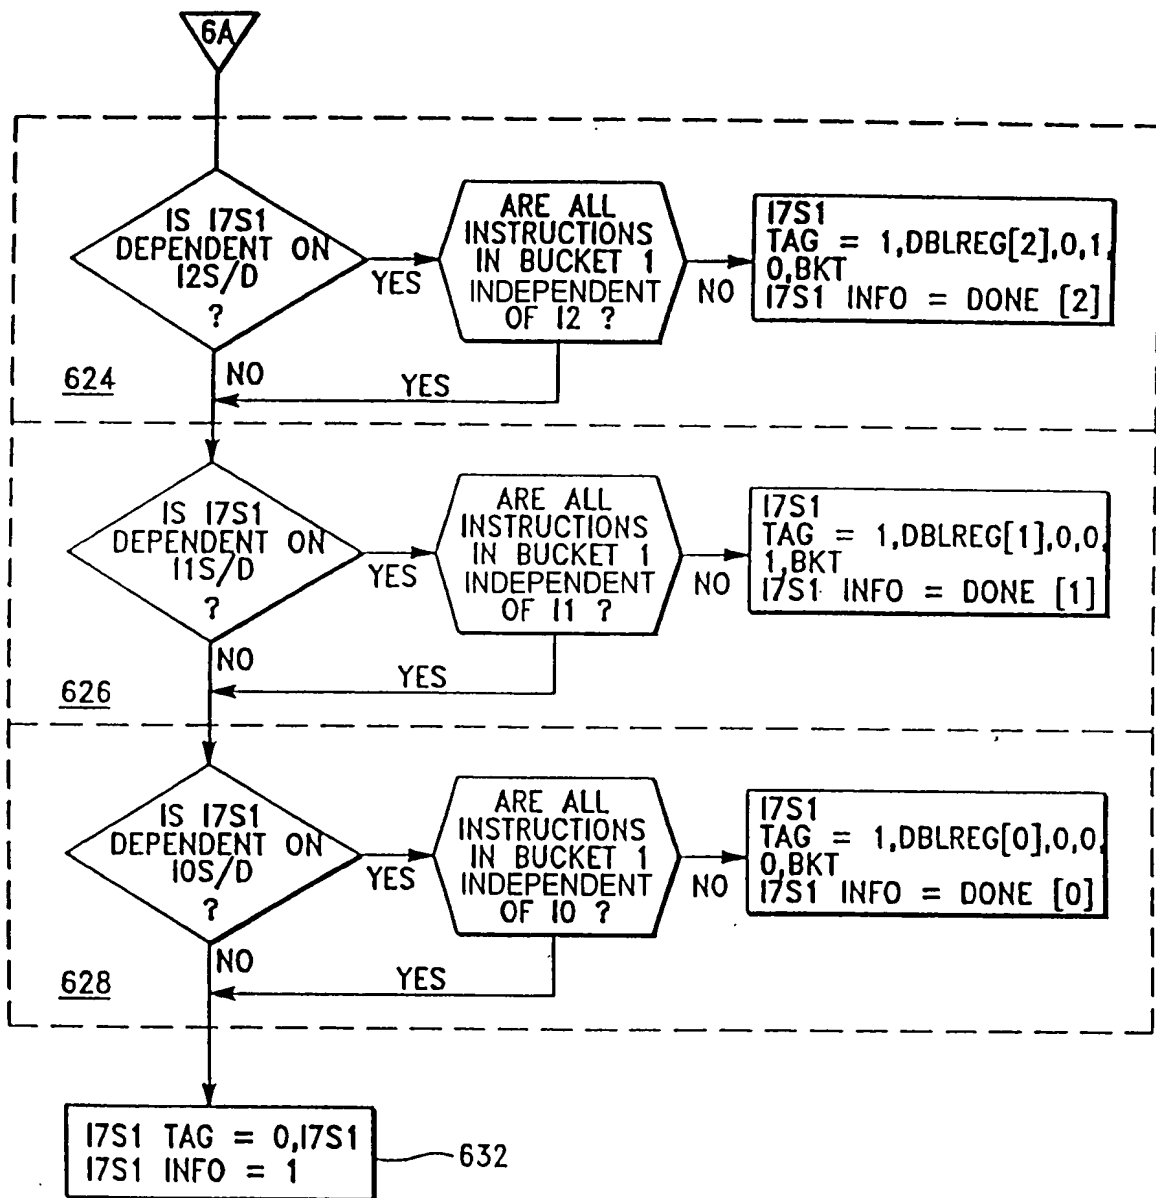 6A
IS I7S1
DEPENDENT ON
I2S/D
?
YES
ARE ALL
INSTRUCTIONS
IN BUCKET 1
INDEPENDENT
OF I2 ?
NO
I7S1
TAG = 1,DBLREG[2],0,1,
0,BKT
I7S1 INFO = DONE [2]
NO
YES
624
IS I7S1
DEPENDENT ON
I1S/D
?
YES
ARE ALL
INSTRUCTIONS
IN BUCKET 1
INDEPENDENT
OF I1 ?
NO
I7S1
TAG = 1,DBLREG[1],0,0,
1,BKT
I7S1 INFO = DONE [1]
NO
YES
626
IS I7S1
DEPENDENT ON
I0S/D
?
YES
ARE ALL
INSTRUCTIONS
IN BUCKET 1
INDEPENDENT
OF I0 ?
NO
I7S1
TAG = 1,DBLREG[0],0,0,
0,BKT
I7S1 INFO = DONE [0]
NO
YES
628
I7S1 TAG = 0,I7S1
I7S1 INFO = 1
632